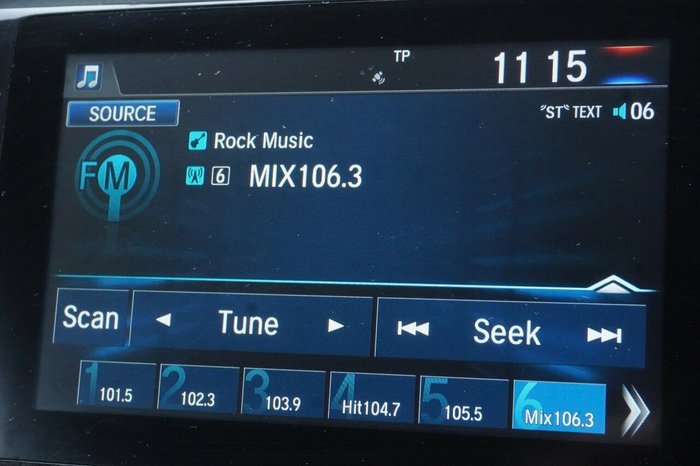 TP
11 15
SOURCE
"ST" TEXT 06
Rock Music
FM
6 MIX106.3
Scan
Tune
Seek
1 101.5
2 102.3
3 103.9
4 Hit104.7
5 105.5
6 Mix106.3